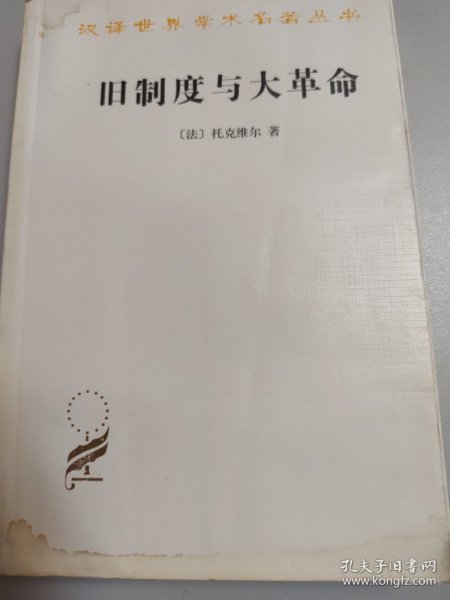 汉译世界学术名著丛书
旧制度与大革命
〔法〕托克维尔 著
孔夫子旧书网
www.kongfz.com